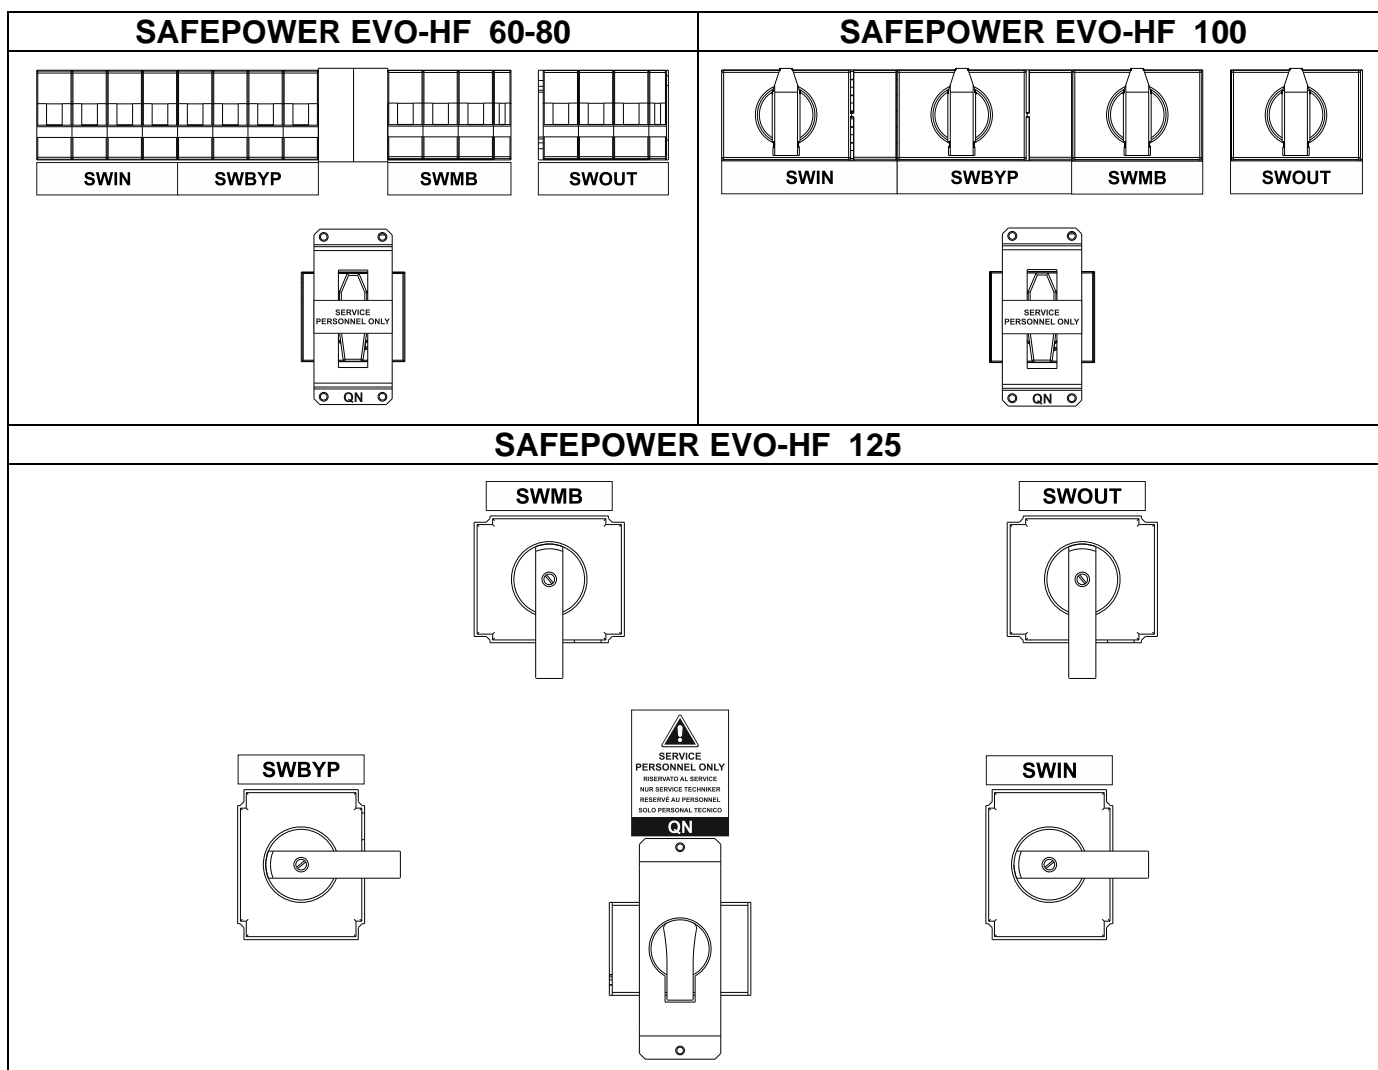 SAFEPOWER EVO-HF 60-80
SWIN SWBYP SWMB SWOUT
SERVICE
PERSONNEL ONLY
QN
SAFEPOWER EVO-HF 100
SWIN SWBYP SWMB SWOUT
SERVICE
PERSONNEL ONLY
QN
SAFEPOWER EVO-HF 125
SWMB
SWOUT
SWBYP
SERVICE
PERSONNEL ONLY
RISERVATO AL SERVICE
NUR SERVICE TECHNIKER
RESERVÉ AU PERSONNEL
SOLO PERSONAL TECNICO
QN
SWIN